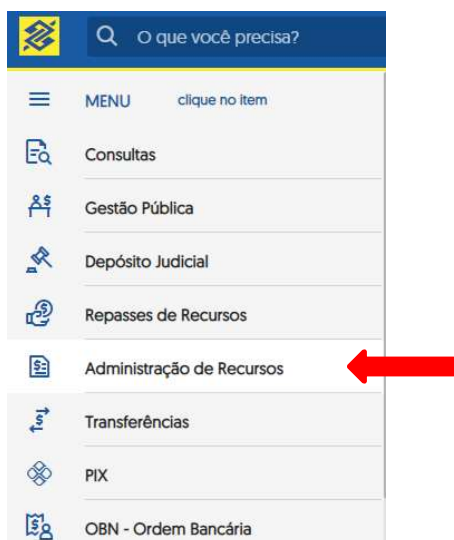 O que você precisa?
MENU clique no item
Consultas
Gestão Pública
Depósito Judicial
Repasses de Recursos
Administração de Recursos
Transferências
PIX
OBN - Ordem Bancária